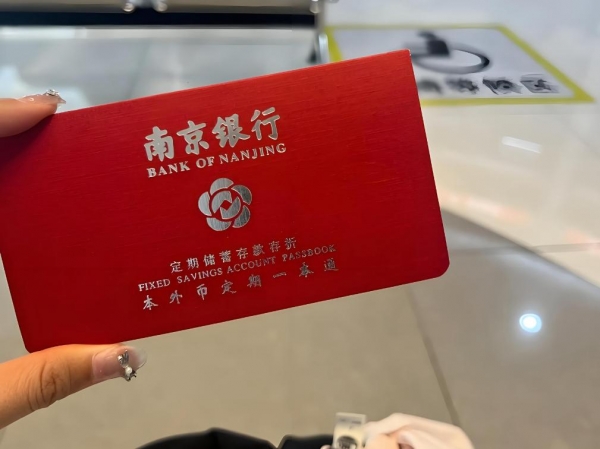 南京银行
BANK OF NANJING
定期储蓄存款存折
FIXED SAVINGS ACCOUNT PASSBOOK
本外币定期一本通